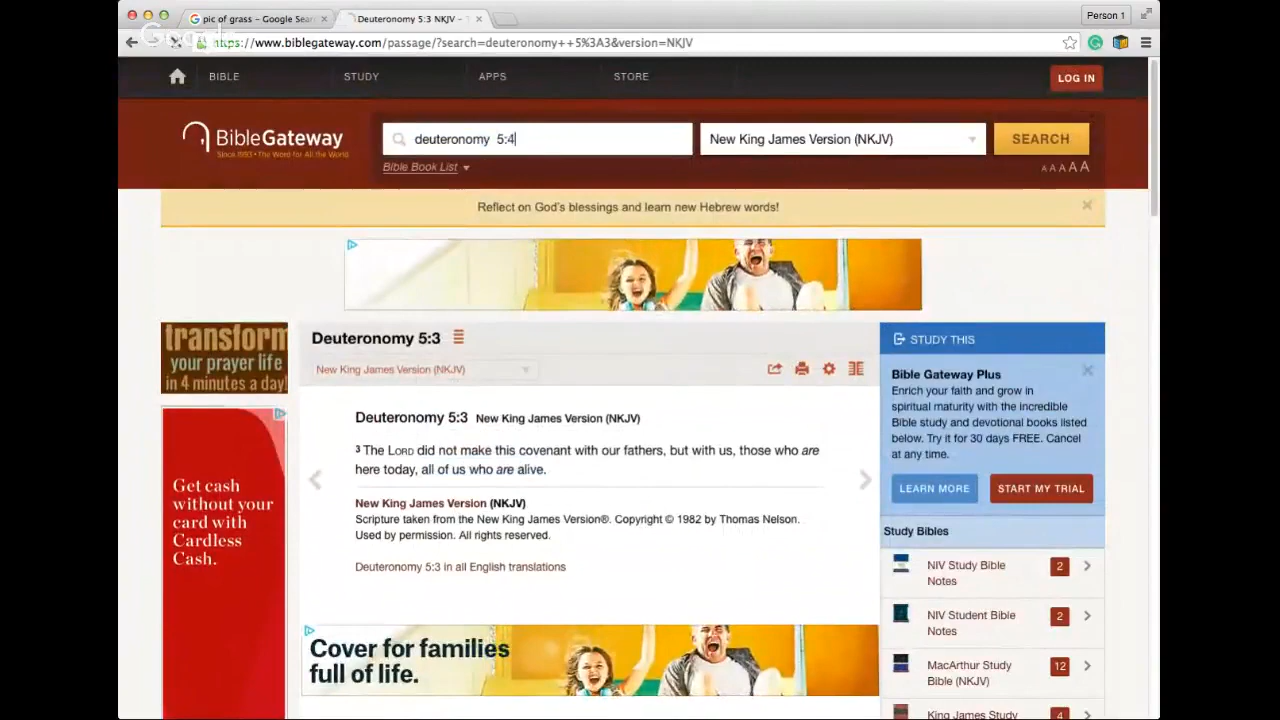 pic of grass – Google Sear
Deuteronomy 5:3 NKJV –
Person 1
Google
https://www.biblegateway.com/passage/?search=deuteronomy++5%3A3&version=NKJV
BIBLE
STUDY
APPS
STORE
LOG IN
BibleGateway
Since 1993 • The Word for All the World
deuteronomy  5:4
New King James Version (NKJV)
SEARCH
Bible Book List
A A A A A
Reflect on God's blessings and learn new Hebrew words!
transform
your prayer life
in 4 minutes a day!
Get cash
without your
card with
Cardless
Cash.
Deuteronomy 5:3
New King James Version (NKJV)
Deuteronomy 5:3 New King James Version (NKJV)
3 The LORD did not make this covenant with our fathers, but with us, those who are
here today, all of us who are alive.
New King James Version (NKJV)
Scripture taken from the New King James Version®. Copyright © 1982 by Thomas Nelson.
Used by permission. All rights reserved.
Deuteronomy 5:3 in all English translations
Cover for families
full of life.
STUDY THIS
Bible Gateway Plus
Enrich your faith and grow in
spiritual maturity with the incredible
Bible study and devotional books listed
below. Try it for 30 days FREE. Cancel
at any time.
LEARN MORE
START MY TRIAL
Study Bibles
NIV Study Bible
Notes
2
NIV Student Bible
Notes
2
MacArthur Study
Bible (NKJV)
12
King James Study
4